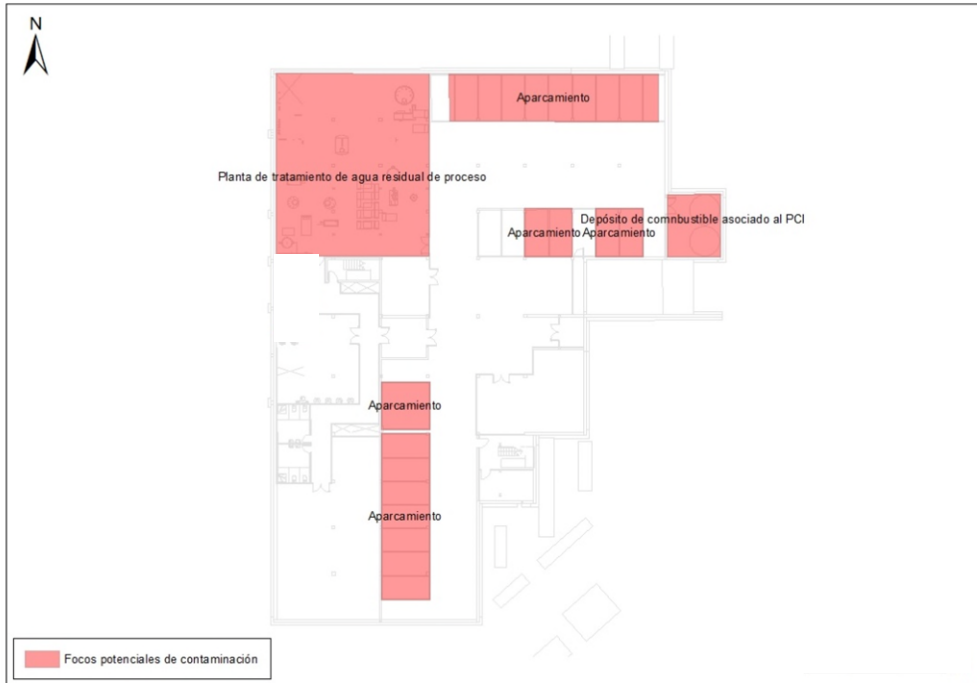 N
Aparcamiento
Planta de tratamiento de agua residual de proceso
Depósito de comnbustible asociado al PCI
Aparcamiento
Aparcamiento
Aparcamiento
Aparcamiento
Focos potenciales de contaminación